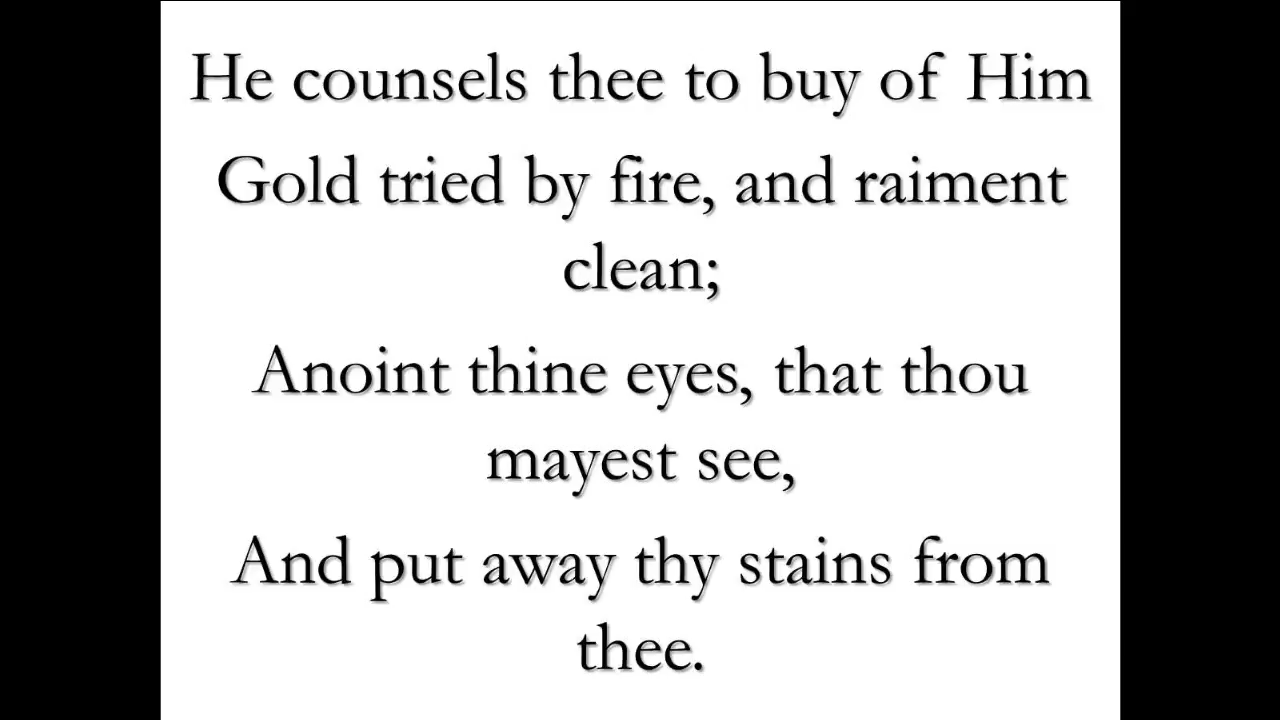 He counsels thee to buy of Him
Gold tried by fire, and raiment
clean;
Anoint thine eyes, that thou
mayest see,
And put away thy stains from
thee.